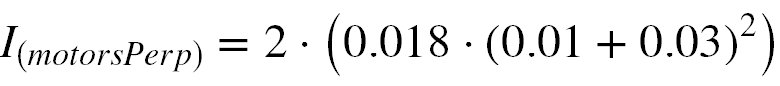 I_{(motorsPerp)} = 2 · (0.018 · (0.01 + 0.03)^2)